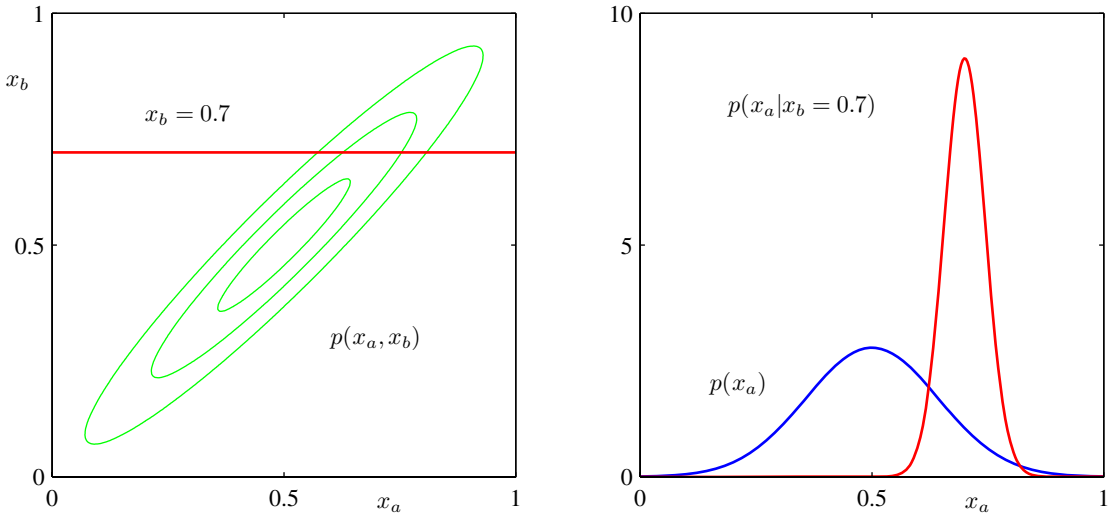 1
x_b
x_b = 0.7
0.5
p(x_a, x_b)
0
0
0.5
x_a
1
10
p(x_a|x_b = 0.7)
5
p(x_a)
0
0
0.5
x_a
1